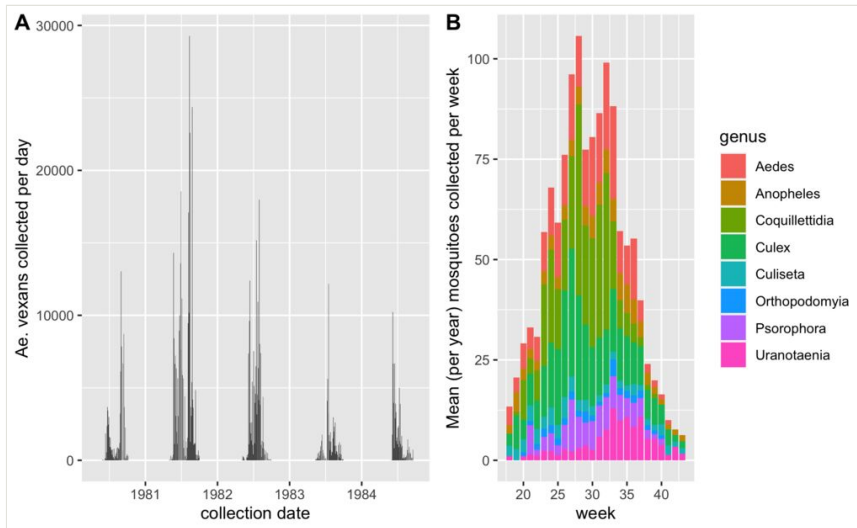 A
B
30000
20000
10000
0
Ae. vexans collected per day
1981
1982
1983
1984
collection date
100
75
50
25
0
Mean (per year) mosquitoes collected per week
20
25
30
35
40
week
genus
Aedes
Anopheles
Coquillettidia
Culex
Culiseta
Orthopodomyia
Psorophora
Uranotaenia